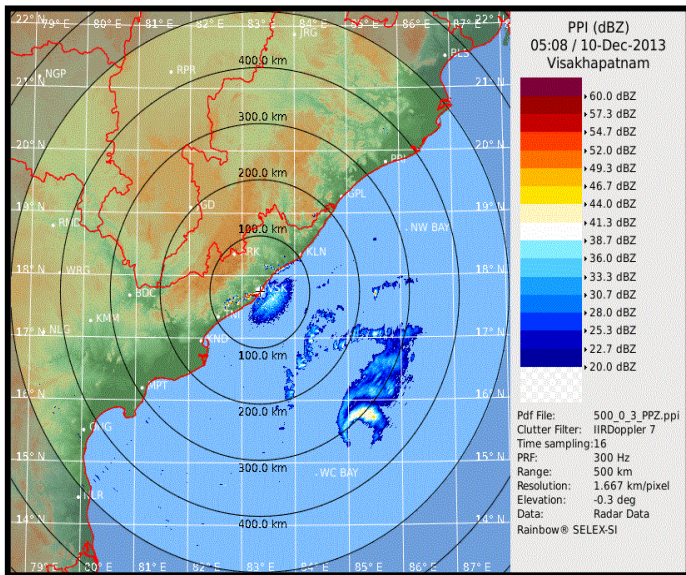 22° N 79° E 80° E 81° E 82° E 83° E 84° E 85° E 86° E 87° E 22° N
JRG
BLS
400.0 km
NGP
RPR
21° N 21° N
300.0 km
20° N 20° N
200.0 km
GPL
19° N 19° N
RMD
100.0 km
NW BAY
KLN
18° N 18° N
WRG
BDC
KMM
NLG
17° N 17° N
KND
100.0 km
MPT
16° N 16° N
200.0 km
15° N 300.0 km 15° N
WC BAY
NLR
14° N 400.0 km 14° N
79° E 80° E 81° E 82° E 83° E 84° E 85° E 86° E 87° E
PPI (dBZ)
05:08 / 10-Dec-2013
Visakhapatnam
60.0 dBZ
57.3 dBZ
54.7 dBZ
52.0 dBZ
49.3 dBZ
46.7 dBZ
44.0 dBZ
41.3 dBZ
38.7 dBZ
36.0 dBZ
33.3 dBZ
30.7 dBZ
28.0 dBZ
25.3 dBZ
22.7 dBZ
20.0 dBZ
Pdf File: 500_0_3_PPZ.ppi
Clutter Filter: IIRDoppler 7
Time sampling:16
PRF: 300 Hz
Range: 500 km
Resolution: 1.667 km/pixel
Elevation: -0.3 deg
Data: Radar Data
Rainbow® SELEX-SI